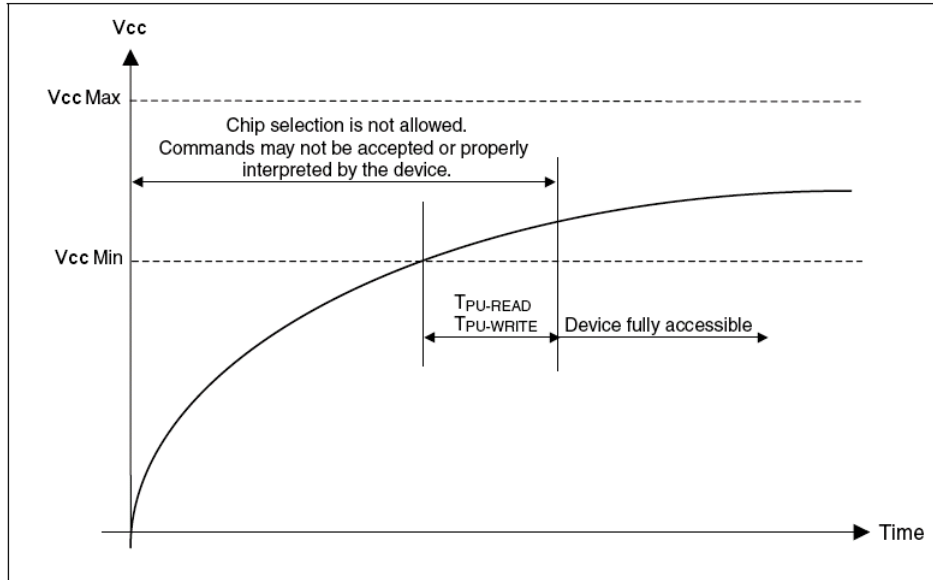 Vcc
Vcc Max
Chip selection is not allowed.
Commands may not be accepted or properly
interpreted by the device.
Vcc Min
TPU-READ
TPU-WRITE
Device fully accessible
Time